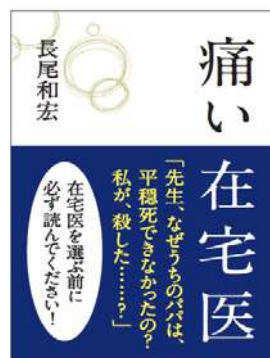 痛い在宅医
長尾和宏
「先生、なぜうちのパパは、
平穏死できなかったの？
私が、殺した……？」
在宅医を選ぶ前に
必ず読んでください！